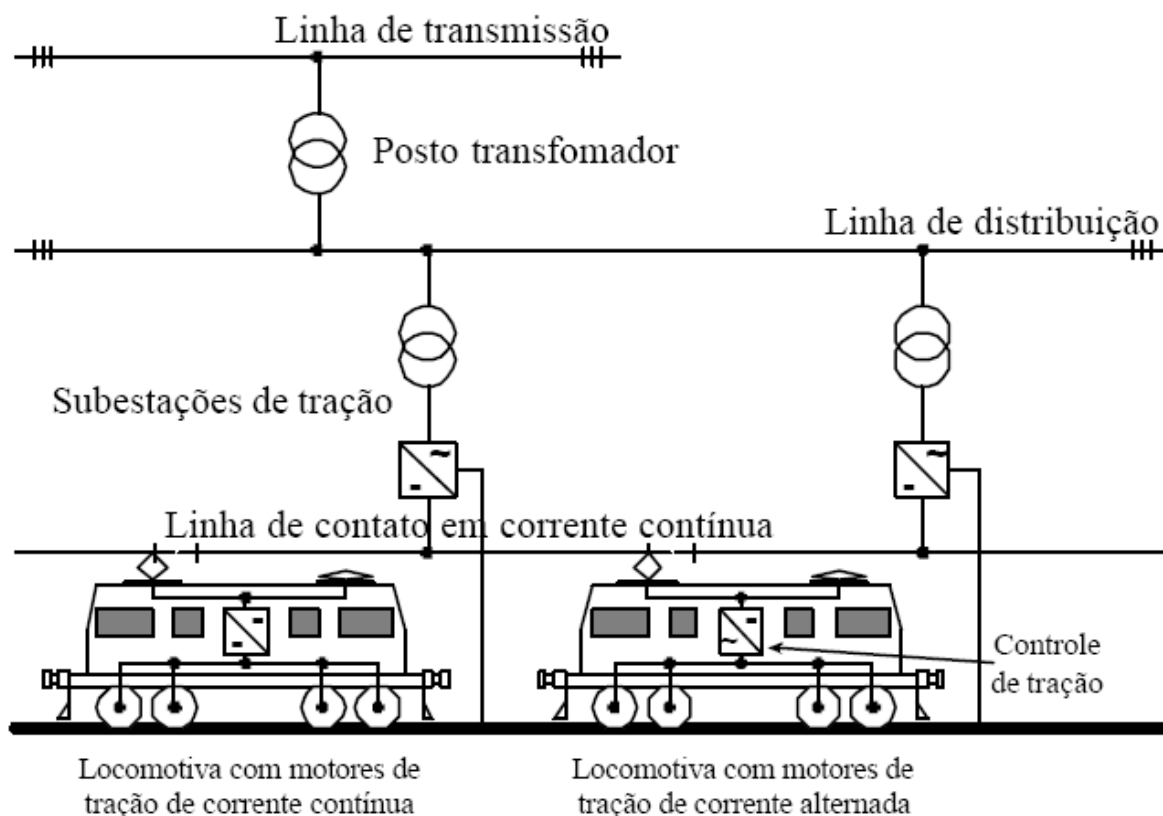 Linha de transmissão
Posto transfomador
Linha de distribuição
Subestações de tração
Linha de contato em corrente contínua
Controle
de tração
Locomotiva com motores de
tração de corrente contínua
Locomotiva com motores de
tração de corrente alternada